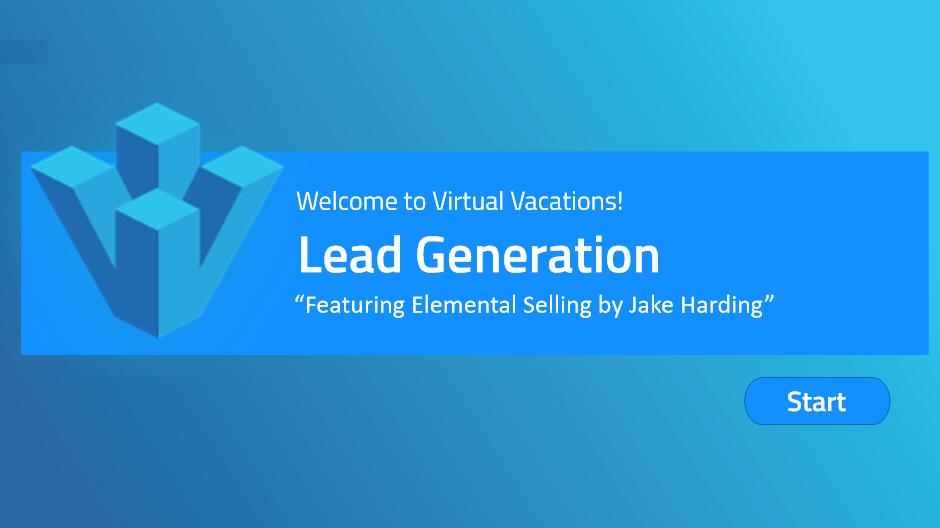 Welcome to Virtual Vacations!
Lead Generation
“Featuring Elemental Selling by Jake Harding”
Start